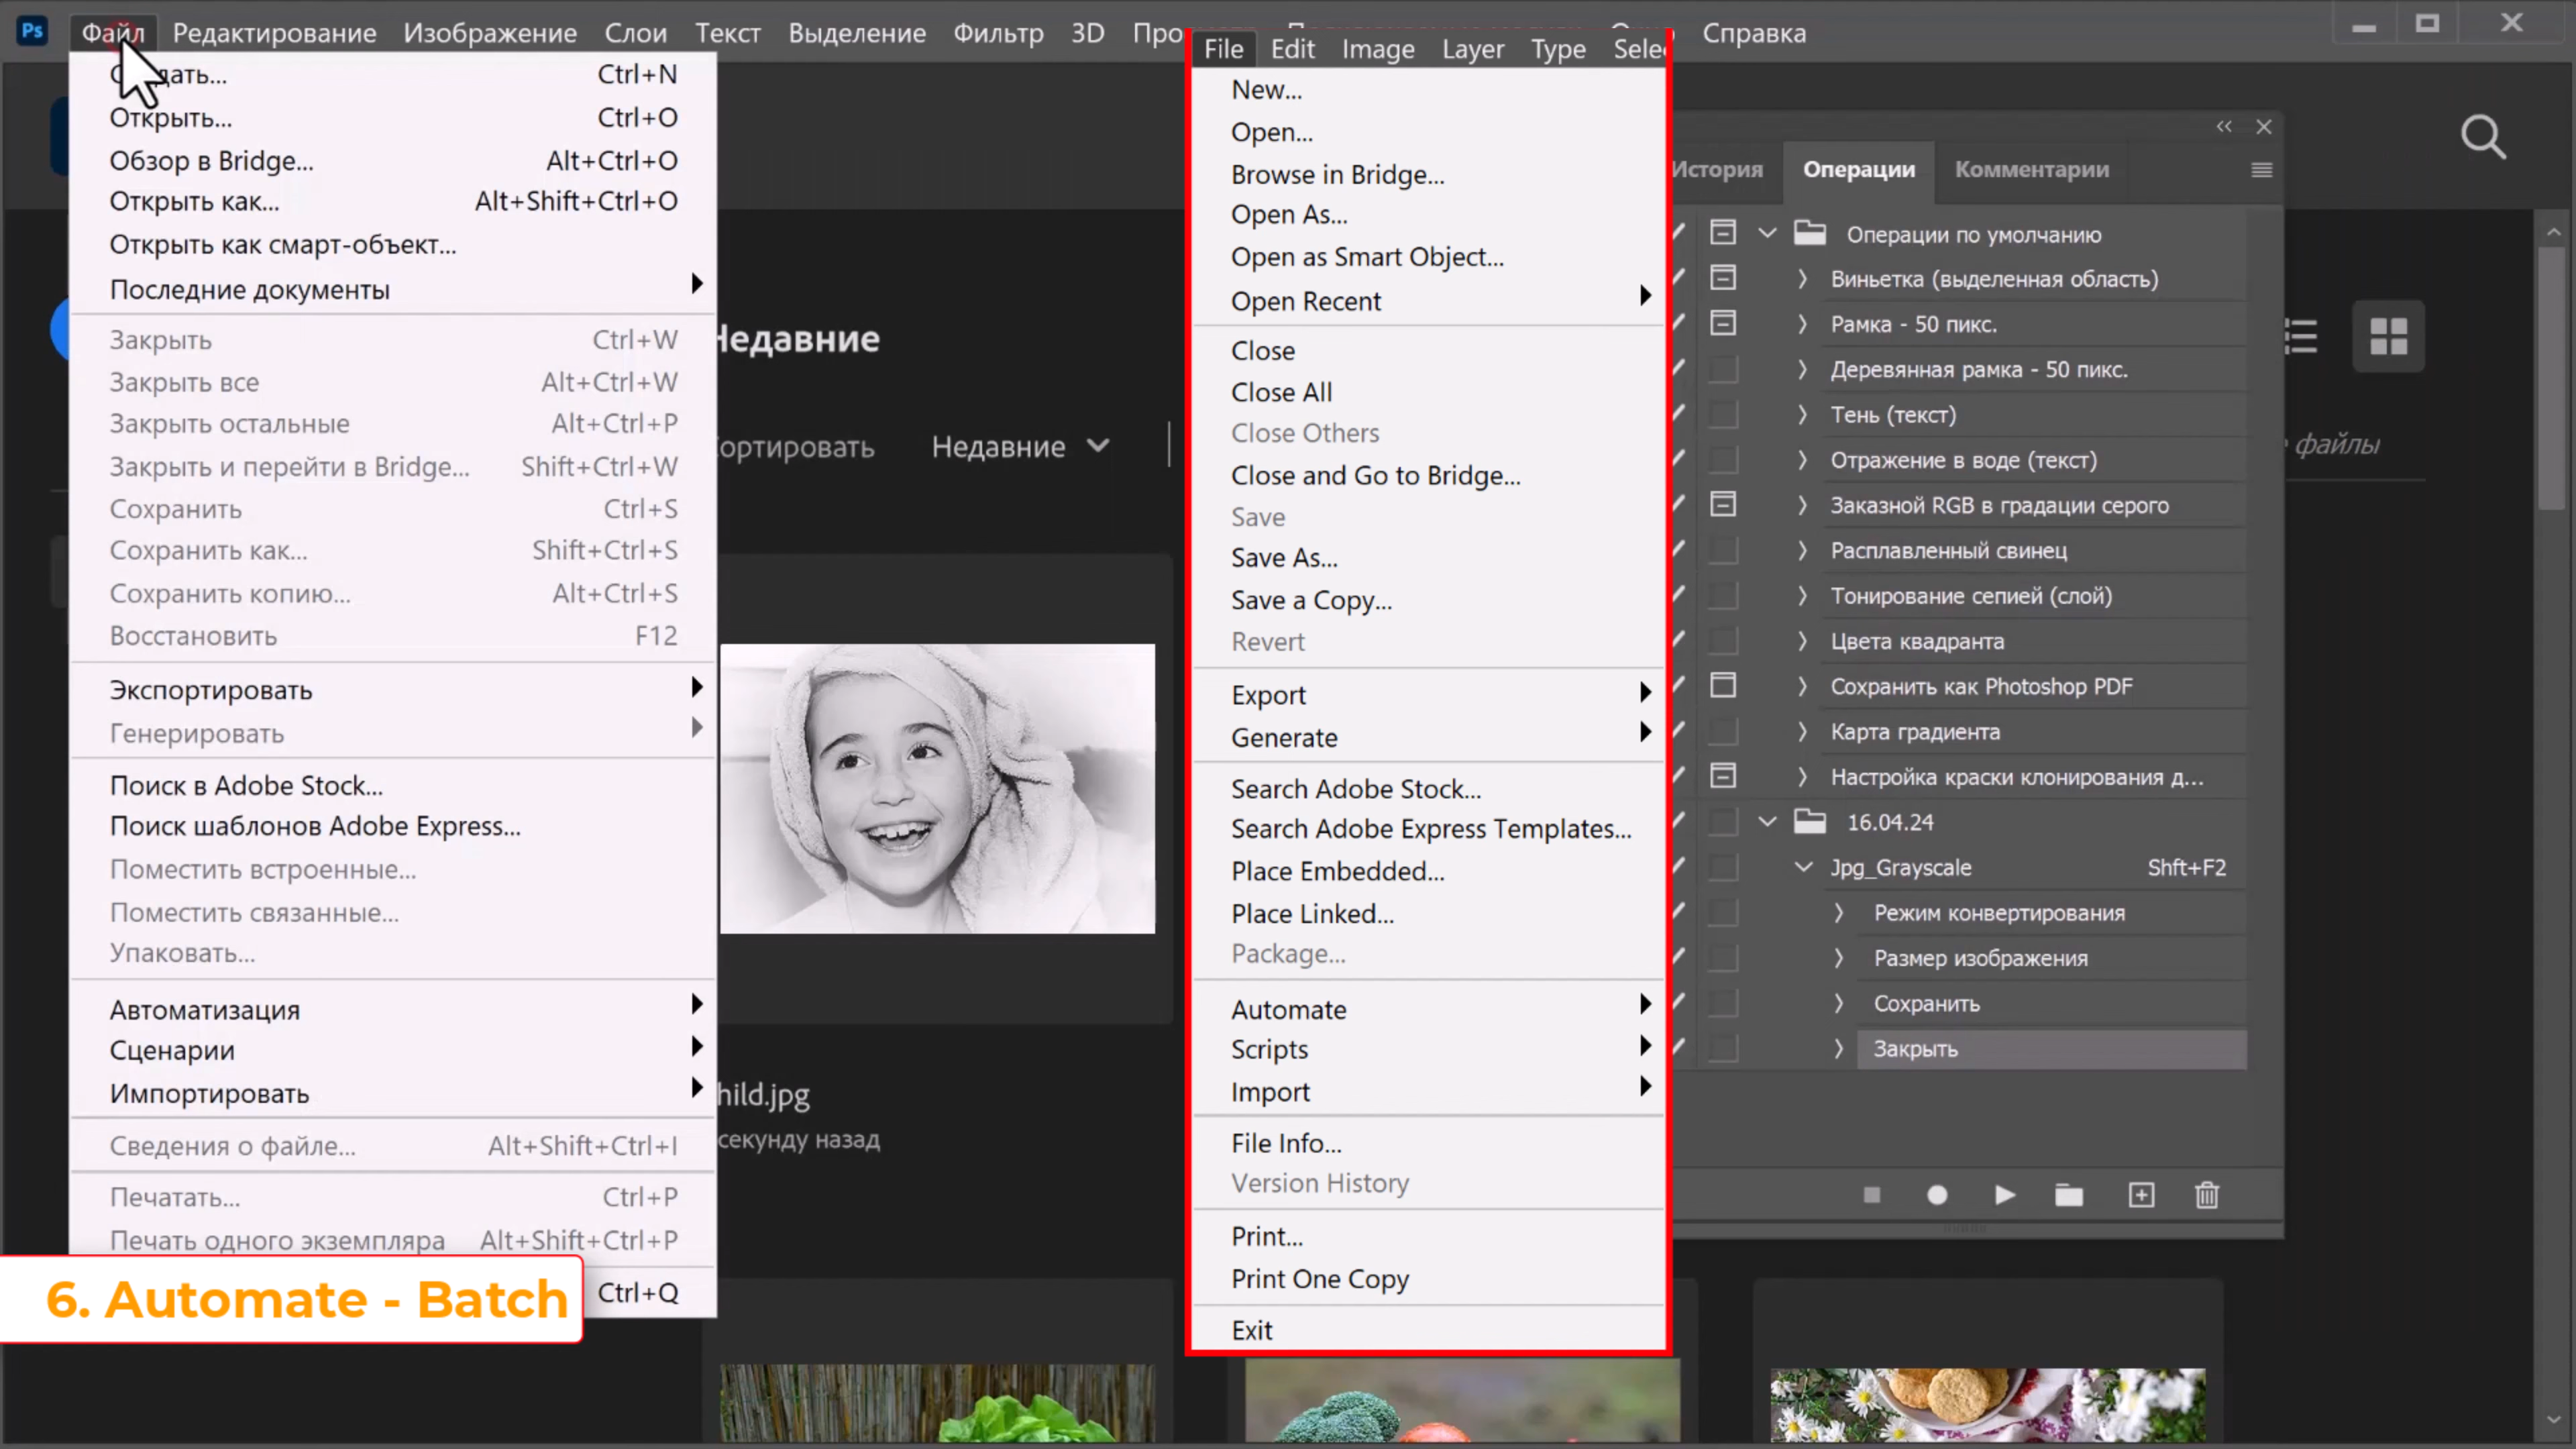 Ps
Файл Редактирование Изображение Слои Текст Выделение Фильтр 3D Справка
Ctrl+N
Открыть... Ctrl+O
Обзор в Bridge... Alt+Ctrl+O
Открыть как... Alt+Shift+Ctrl+O
Открыть как смарт-объект...
Последние документы
Закрыть Ctrl+W
Закрыть все Alt+Ctrl+W
Закрыть остальные Alt+Ctrl+P
Закрыть и перейти в Bridge... Shift+Ctrl+W
Сохранить Ctrl+S
Сохранить как... Shift+Ctrl+S
Сохранить копию... Alt+Ctrl+S
Восстановить F12
Экспортировать
Генерировать
Поиск в Adobe Stock...
Поиск шаблонов Adobe Express...
Поместить встроенные...
Поместить связанные...
Упаковать...
Автоматизация
Сценарии
Импортировать
Сведения о файле... Alt+Shift+Ctrl+I
Печатать... Ctrl+P
Печать одного экземпляра Alt+Shift+Ctrl+P
Ctrl+Q
6. Automate - Batch
Недавние
ортировать Недавние
hild.jpg
секунду назад
File Edit Image Layer Type Selec
New...
Open...
Browse in Bridge...
Open As...
Open as Smart Object...
Open Recent
Close
Close All
Close Others
Close and Go to Bridge...
Save
Save As...
Save a Copy...
Revert
Export
Generate
Search Adobe Stock...
Search Adobe Express Templates...
Place Embedded...
Place Linked...
Package...
Automate
Scripts
Import
File Info...
Version History
Print...
Print One Copy
Exit
История Операции Комментарии
Операции по умолчанию
Виньетка (выделенная область)
Рамка - 50 пикс.
Деревянная рамка - 50 пикс.
Тень (текст)
Отражение в воде (текст)
Заказной RGB в градации серого
Расплавленный свинец
Тонирование сепией (слой)
Цвета квадранта
Сохранить как Photoshop PDF
Карта градиента
Настройка краски клонирования д...
16.04.24
Jpg_Grayscale Shft+F2
Режим конвертирования
Размер изображения
Сохранить
Закрыть
файлы